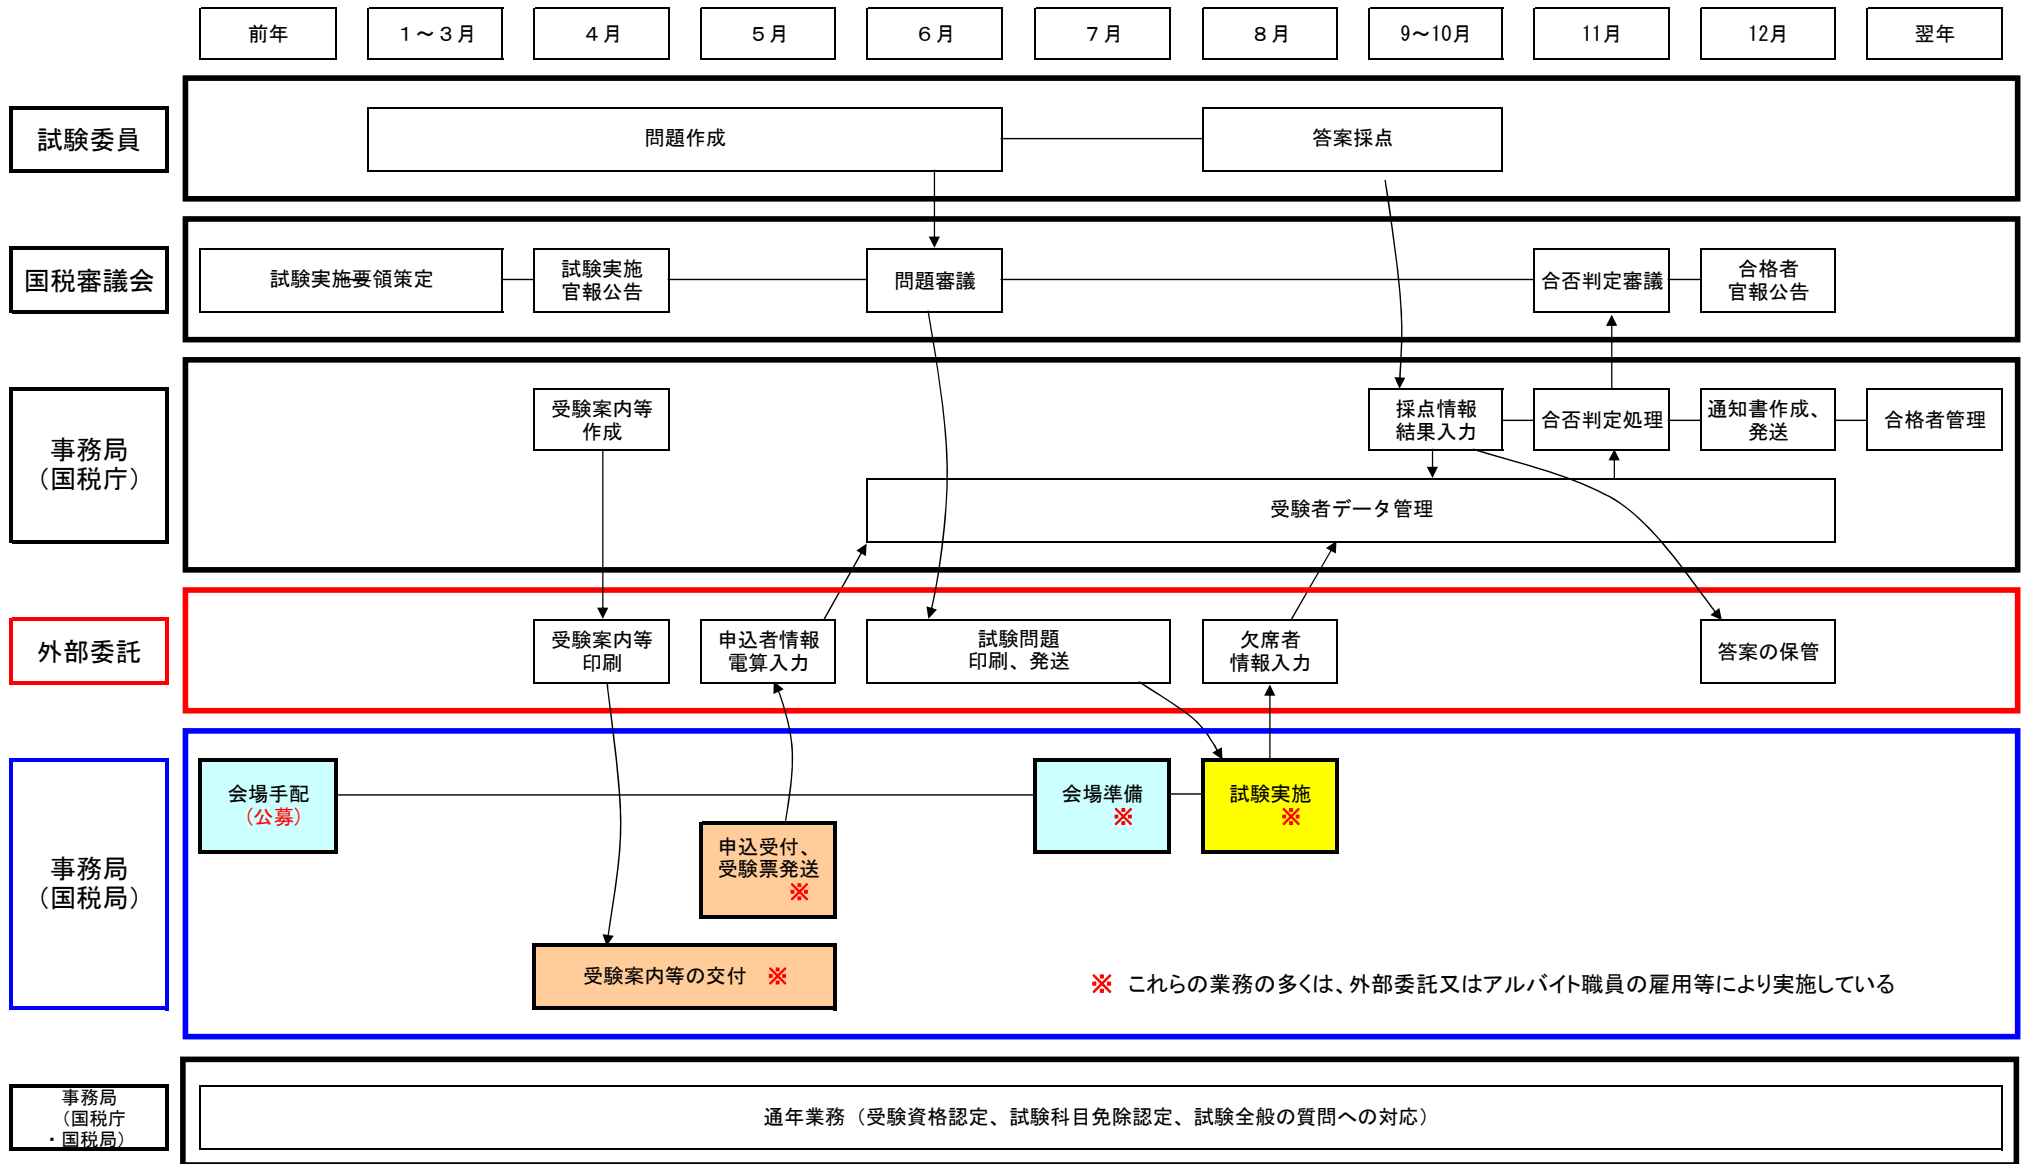 前年
１～３月
４月
５月
６月
７月
８月
9～10月
11月
12月
翌年
試験委員
問題作成
答案採点
国税審議会
試験実施要領策定
試験実施
官報公告
問題審議
合否判定審議
合格者
官報公告
事務局
（国税庁）
受験案内等
作成
採点情報
結果入力
合否判定処理
通知書作成、
発送
合格者管理
受験者データ管理
外部委託
受験案内等
印刷
申込者情報
電算入力
試験問題
印刷、発送
欠席者
情報入力
答案の保管
事務局
（国税局）
会場手配
（公募）
会場準備
※
試験実施
※
申込受付、
受験票発送
※
受験案内等の交付　※
※　これらの業務の多くは、外部委託又はアルバイト職員の雇用等により実施している
事務局
（国税庁
・国税局）
通年業務（受験資格認定、試験科目免除認定、試験全般の質問への対応）